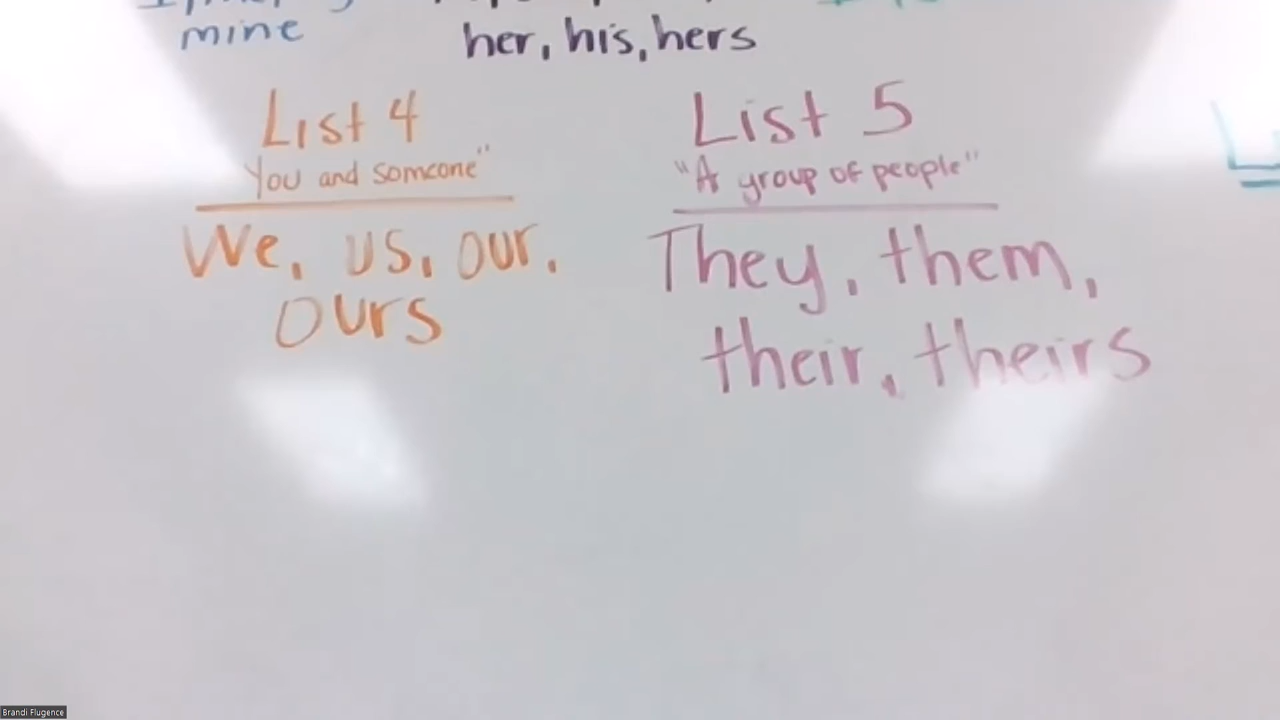 mine
her, his, hers
List 4
You and someone"
We, us, our,
ours
List 5
"A group of people"
They, them,
their, theirs
Brandi Flugence